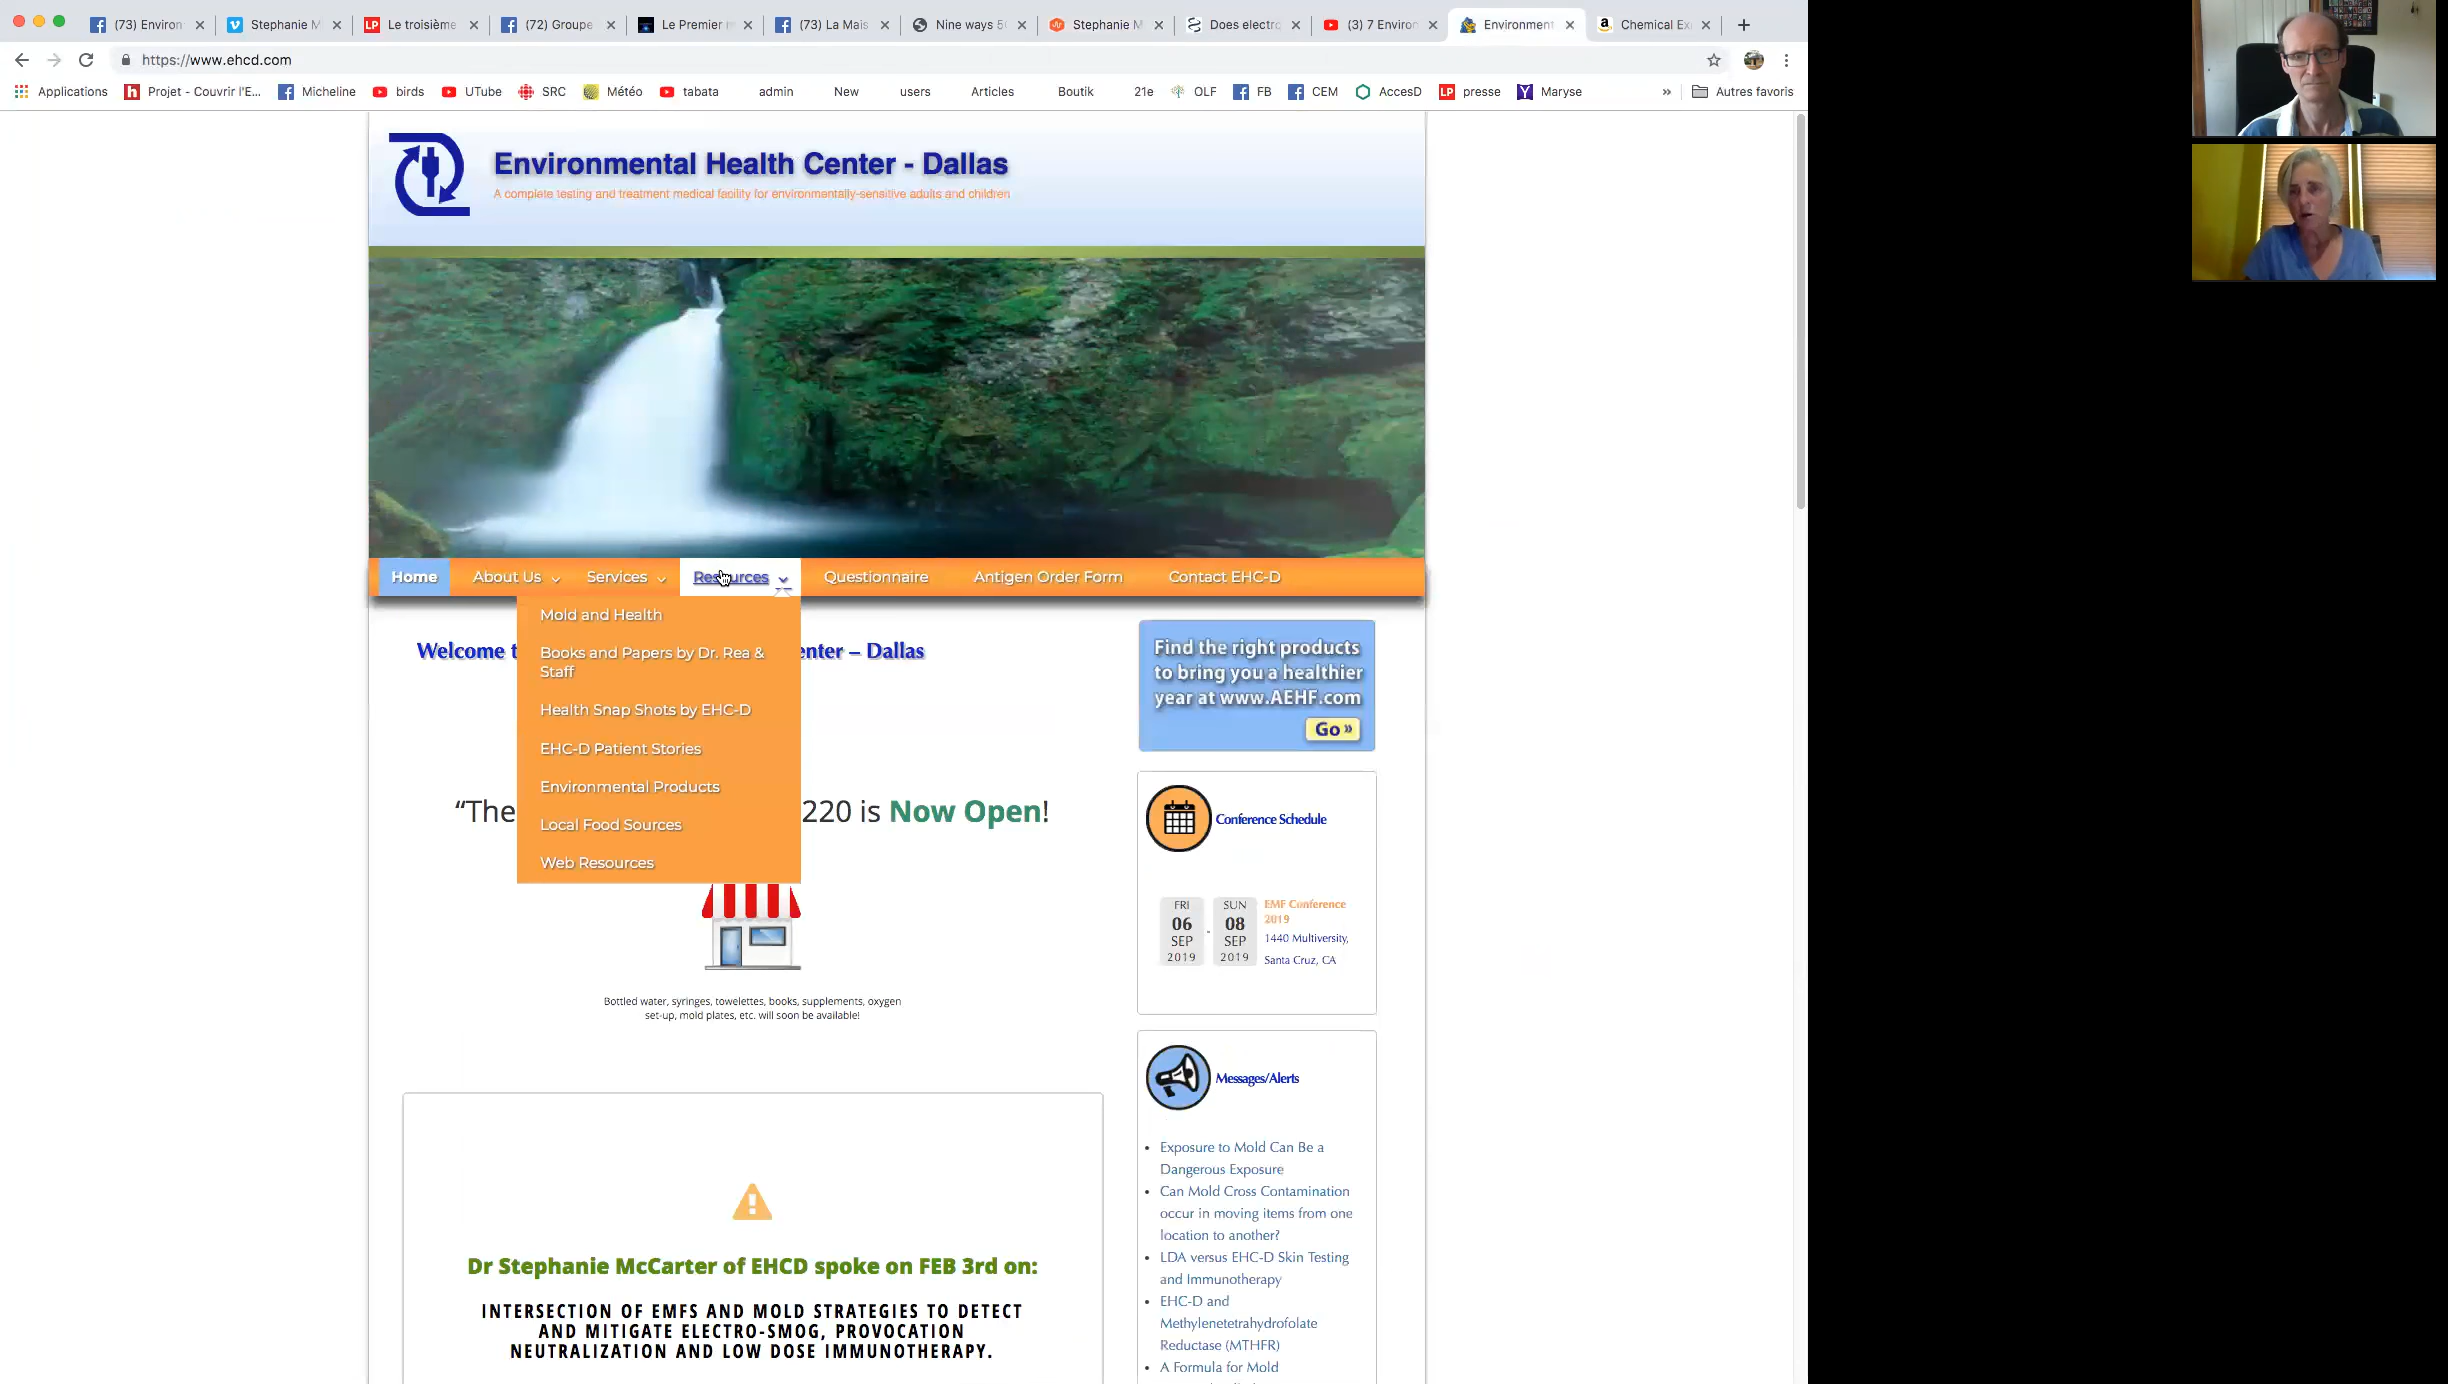 (73) Environ
Stephanie M
Le troisième
(72) Groupe
Le Premier m
(73) La Mais
Nine ways 5
Stephanie M
Does electro
(3) 7 Environ
Environment
Chemical Ex
https://www.ehcd.com
Applications
Projet - Couvrir l'E...
Micheline
birds
UTube
SRC
Météo
tabata
admin
New
users
Articles
Boutik
21e
OLF
FB
CEM
AccesD
presse
Maryse
»
Autres favoris
Environmental Health Center - Dallas
A complete testing and treatment medical facility for environmentally-sensitive adults and children
Home
About Us
Services
Resources
Questionnaire
Antigen Order Form
Contact EHC-D
Mold and Health
Books and Papers by Dr. Rea &
Staff
Health Snap Shots by EHC-D
EHC-D Patient Stories
Environmental Products
Local Food Sources
Web Resources
Welcome t
enter – Dallas
“The
220 is Now Open!
Bottled water, syringes, towelettes, books, supplements, oxygen
set-up, mold plates, etc. will soon be available!
Dr Stephanie McCarter of EHCD spoke on FEB 3rd on:
INTERSECTION OF EMFS AND MOLD STRATEGIES TO DETECT
AND MITIGATE ELECTRO-SMOG, PROVOCATION
NEUTRALIZATION AND LOW DOSE IMMUNOTHERAPY.
Find the right products
to bring you a healthier
year at www.AEHF.com
Go »
Conference Schedule
FRI
06
SEP
2019
-
SUN
08
SEP
2019
EMF Conference
2019
1440 Multiversity,
Santa Cruz, CA
Messages/Alerts
• Exposure to Mold Can Be a
Dangerous Exposure
• Can Mold Cross Contamination
occur in moving items from one
location to another?
• LDA versus EHC-D Skin Testing
and Immunotherapy
• EHC-D and
Methylenetetrahydrofolate
Reductase (MTHFR)
• A Formula for Mold